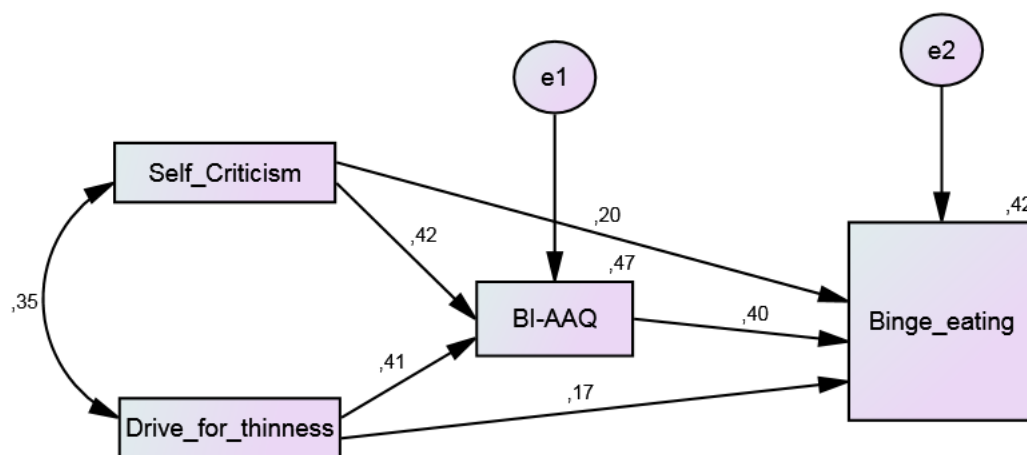 e2
e1
Self_Criticism
,42
,20
,42
,47
,35
BI-AAQ
,40
Binge_eating
,41
,17
Drive_for_thinness